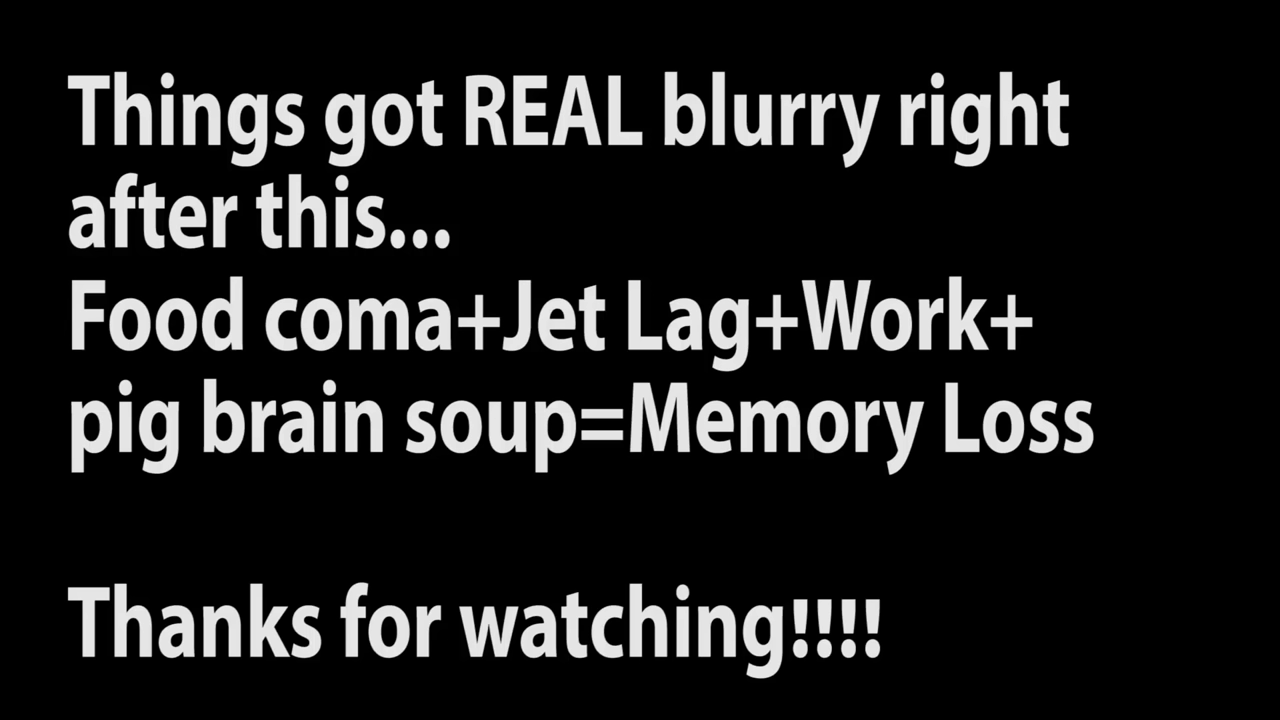 Things got REAL blurry right
after this...
Food coma+Jet Lag+Work+
pig brain soup=Memory Loss
Thanks for watching!!!!